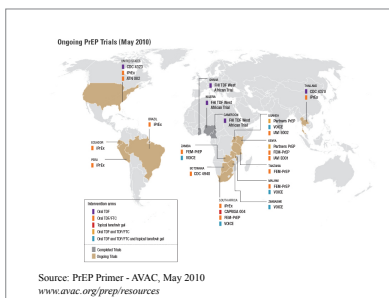 Ongoing PrEP Trials (May 2010)
UNITED STATES
CDC 4323
iPrEx
ATN 082
GHANA
FHI TDF West
African Trial
NIGERIA
FHI TDF West
African Trial
CAMEROON
FHI TDF West
African Trial
THAILAND
CDC 4370
iPrEx
UGANDA
Partners PrEP
VOICE
IAVI E002
KENYA
Partners PrEP
FEM-PrEP
IAVI E001
TANZANIA
FEM-PrEP
MALAWI
FEM-PrEP
VOICE
ZIMBABWE
VOICE
BRAZIL
iPrEx
ECUADOR
iPrEx
PERU
iPrEx
ZAMBIA
FEM-PrEP
VOICE
BOTSWANA
CDC 4940
SOUTH AFRICA
iPrEx
CAPRISA 004
FEM-PrEP
VOICE
Intervention arms
Oral TDF
Oral TDF/FTC
Topical tenofovir gel
Oral TDF and TDF/FTC
Oral TDF and TDF/FTC and topical tenofovir gel
Completed Trials
Ongoing Trials
Source: PrEP Primer - AVAC, May 2010
www.avac.org/prep/resources